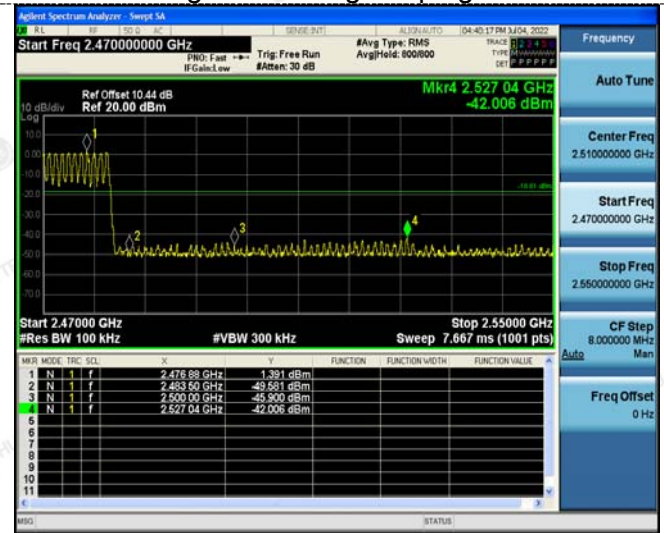 Agilent Spectrum Analyzer - Swept SA
RL RF 50 Ω AC SENSE:INT ALIGN AUTO 04:40:17 PM Jul 04, 2022
Start Freq 2.470000000 GHz
PNO: Fast
IFGain:Low
Trig: Free Run
#Atten: 30 dB
#Avg Type: RMS
Avg|Hold: 800/800
TRACE 1 2 3 4 5 6
TYPE MWWWWW
DET P P P P P P
Ref Offset 10.44 dB
10 dB/div Ref 20.00 dBm
Log
Mkr4 2.527 04 GHz
-42.006 dBm
10.0
0.00
-10.0
-20.0
-30.0
-40.0
-50.0
-60.0
-70.0
1
2
3
4
Start 2.47000 GHz Stop 2.55000 GHz
#Res BW 100 kHz #VBW 300 kHz Sweep 7.667 ms (1001 pts)
MKR MODE TRC SCL X Y FUNCTION FUNCTION WIDTH FUNCTION VALUE
1 N 1 f 2.476 88 GHz 1.391 dBm
2 N 1 f 2.483 50 GHz -49.581 dBm
3 N 1 f 2.500 00 GHz -45.900 dBm
4 N 1 f 2.527 04 GHz -42.006 dBm
5
6
7
8
9
10
11
MSG STATUS
Frequency
Auto Tune
Center Freq
2.510000000 GHz
Start Freq
2.470000000 GHz
Stop Freq
2.550000000 GHz
CF Step
8.000000 MHz
Auto Man
Freq Offset
0 Hz